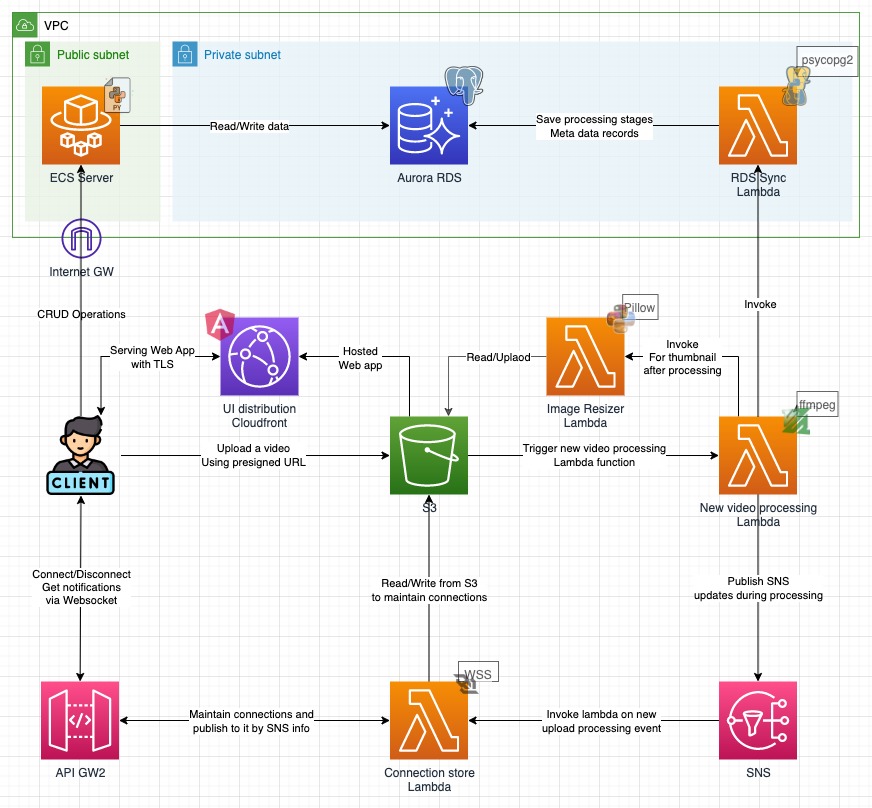 VPC
Public subnet
Private subnet
psycopg2
PY
Read/Write data
Save processing stages
Meta data records
ECS Server
Aurora RDS
RDS Sync
Lambda
Internet GW
CRUD Operations
Invoke
Pillow
Serving Web App
with TLS
Hosted
Web app
Read/Uplaod
Invoke
For thumbnail
after processing
UI distribution
Cloudfront
Image Resizer
Lambda
ffmpeg
Upload a video
Using presigned URL
Trigger new video processing
Lambda function
CLIENT
S3
New video processing
Lambda
Connect/Disconnect
Get notifications
via Websocket
Read/Write from S3
to maintain connections
Publish SNS
updates during processing
WSS
Maintain connections and
publish to it by SNS info
Invoke lambda on new
upload processing event
API GW2
Connection store
Lambda
SNS